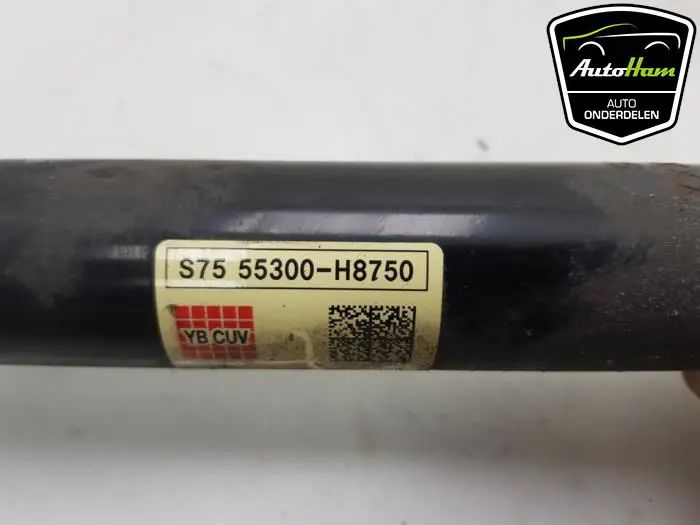 AutoHam
AUTO
ONDERDELEN
S75 55300-H8750
YB CUV